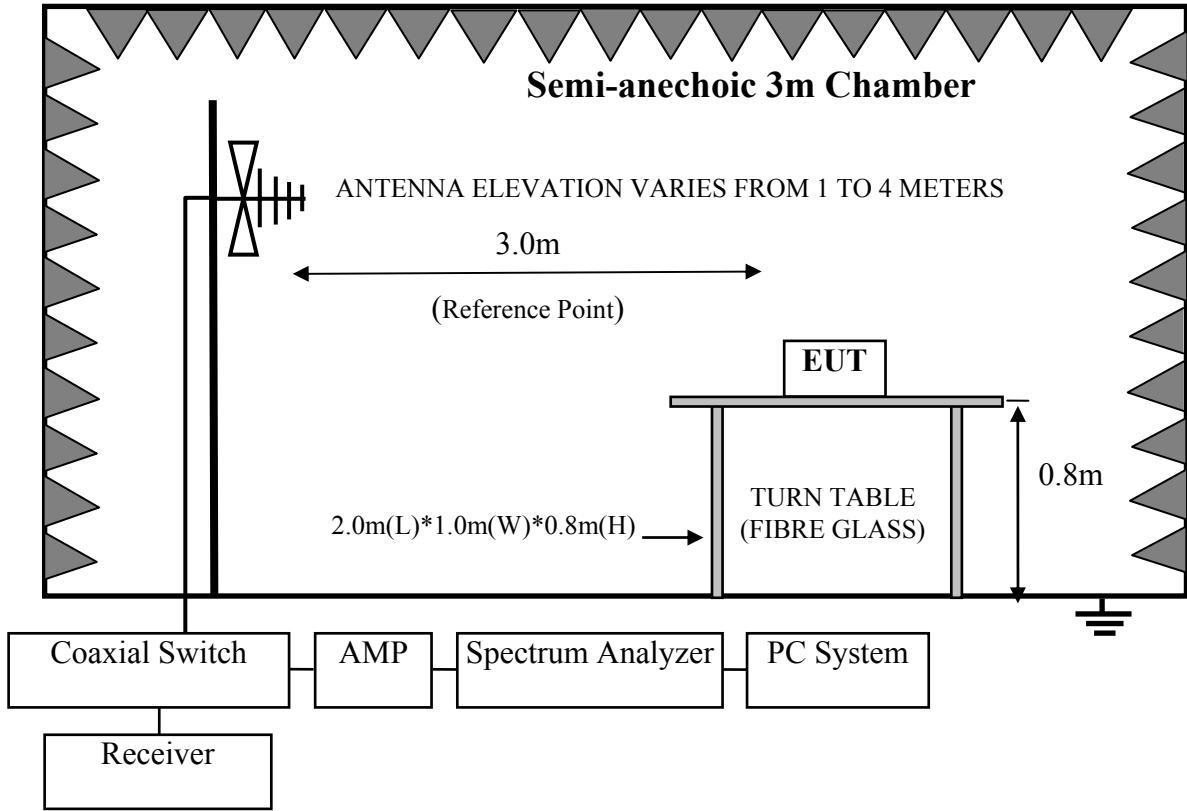 Semi-anechoic 3m Chamber
ANTENNA ELEVATION VARIES FROM 1 TO 4 METERS
3.0m
(Reference Point)
EUT
0.8m
TURN TABLE
(FIBRE GLASS)
2.0m(L)*1.0m(W)*0.8m(H)
Coaxial Switch
AMP
Spectrum Analyzer
PC System
Receiver